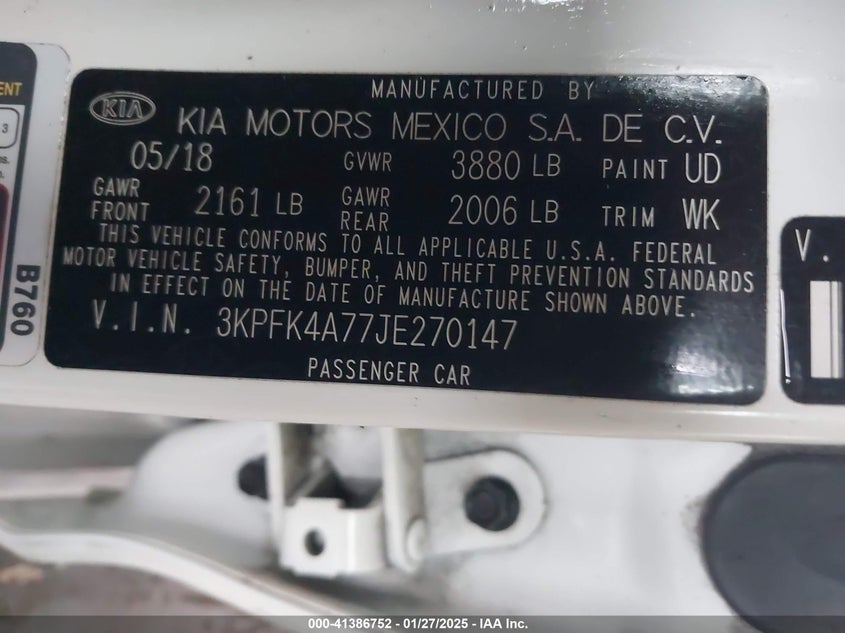 MENT
3
ns.
B760
MANUFACTURED BY
KIA
KIA MOTORS MEXICO S.A. DE C.V.
05/18 GVWR 3880 LB PAINT UD
GAWR FRONT 2161 LB GAWR REAR 2006 LB TRIM WK
THIS VEHICLE CONFORMS TO ALL APPLICABLE U.S.A. FEDERAL
MOTOR VEHICLE SAFETY, BUMPER, AND THEFT PREVENTION STANDARDS
IN EFFECT ON THE DATE OF MANUFACTURE SHOWN ABOVE.
V.I.N. 3KPFK4A77JE270147
PASSENGER CAR
V.
000-41386752 — 01/27/2025 — IAA Inc.